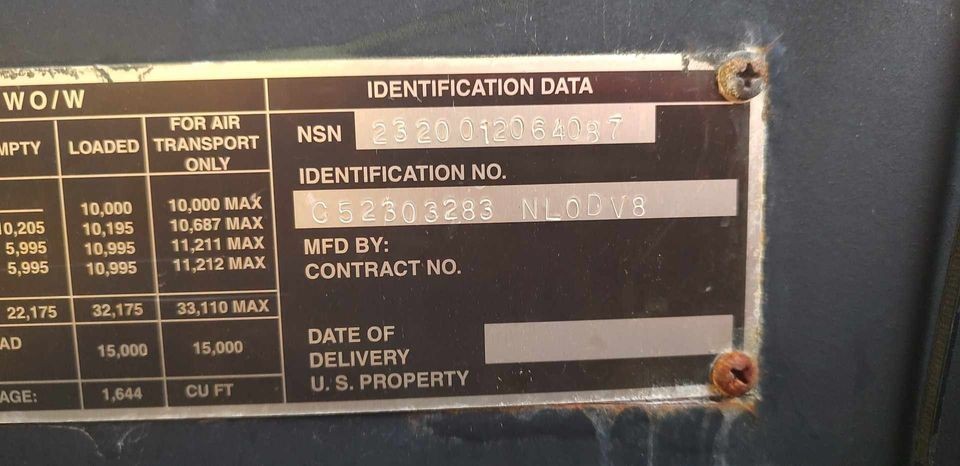 WO/W
MPTY LOADED FOR AIR TRANSPORT ONLY
10,000 10,000 MAX
10,205 10,195 10,687 MAX
5,995 10,995 11,211 MAX
5,995 10,995 11,212 MAX
22,175 32,175 33,110 MAX
AD 15,000 15,000
AGE: 1,644 CU FT
IDENTIFICATION DATA
NSN 2320012064087
IDENTIFICATION NO.
C52303283 NL0DV8
MFD BY:
CONTRACT NO.
DATE OF
DELIVERY
U. S. PROPERTY